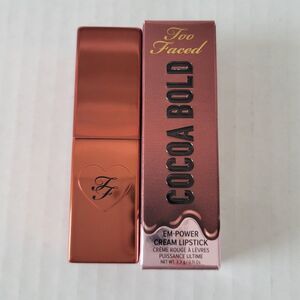 Too
Faced
COCOA BOLD
EM-POWER
CREAM LIPSTICK
CRÈME ROUGE À LÈVRES
PUISSANCE ULTIME